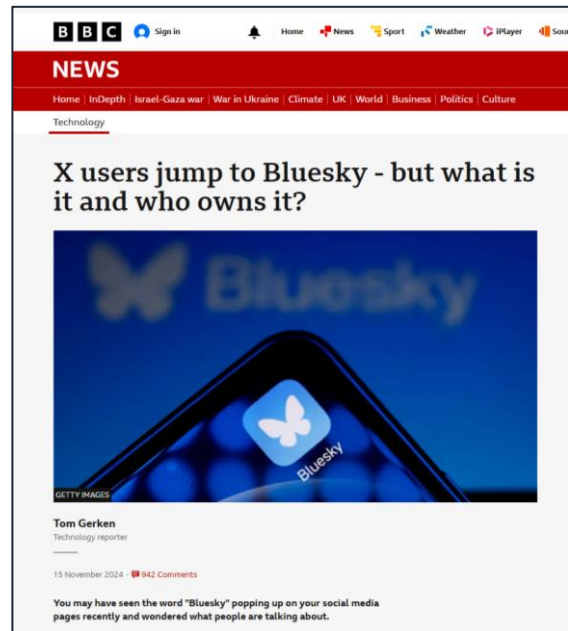 BBC Sign in Home News Sport Weather iPlayer
NEWS
Home | InDepth | Israel-Gaza war | War in Ukraine | Climate | UK | World | Business | Politics | Culture
Technology
X users jump to Bluesky - but what is
it and who owns it?
Bluesky
Bluesky
GETTY IMAGES
Tom Gerken
Technology reporter
15 November 2024 · 942 Comments
You may have seen the word "Bluesky" popping up on your social media
pages recently and wondered what people are talking about.